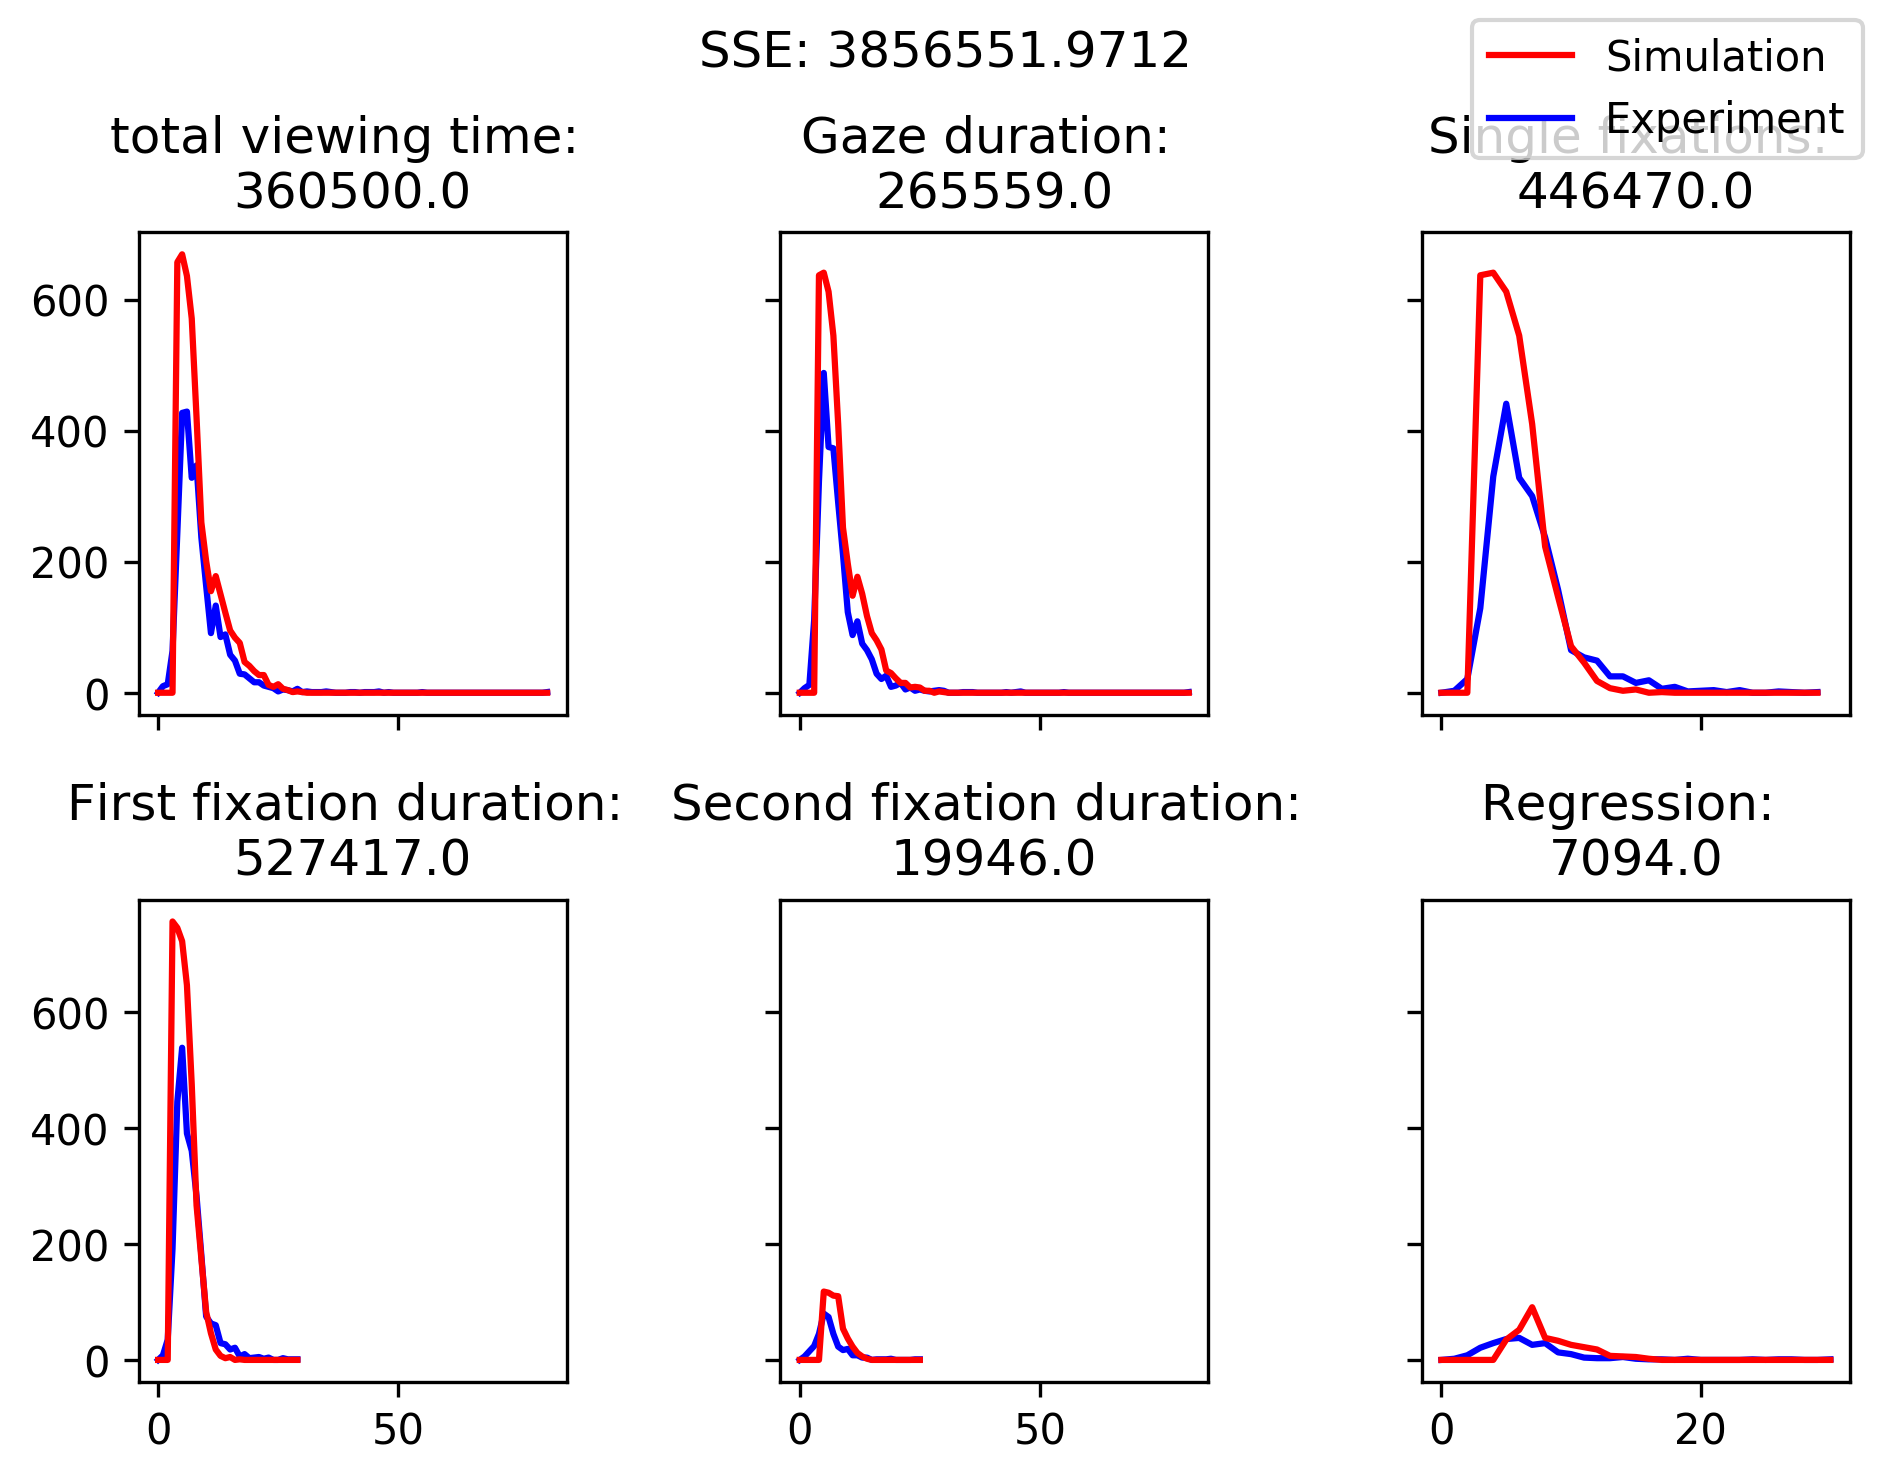 SSE: 3856551.9712
Simulation
Experiment
total viewing time:
360500.0
Gaze duration:
265559.0
Single fixations:
446470.0
600
400
200
0
First fixation duration:
527417.0
Second fixation duration:
19946.0
Regression:
7094.0
600
400
200
0
0
50
0
50
0
20